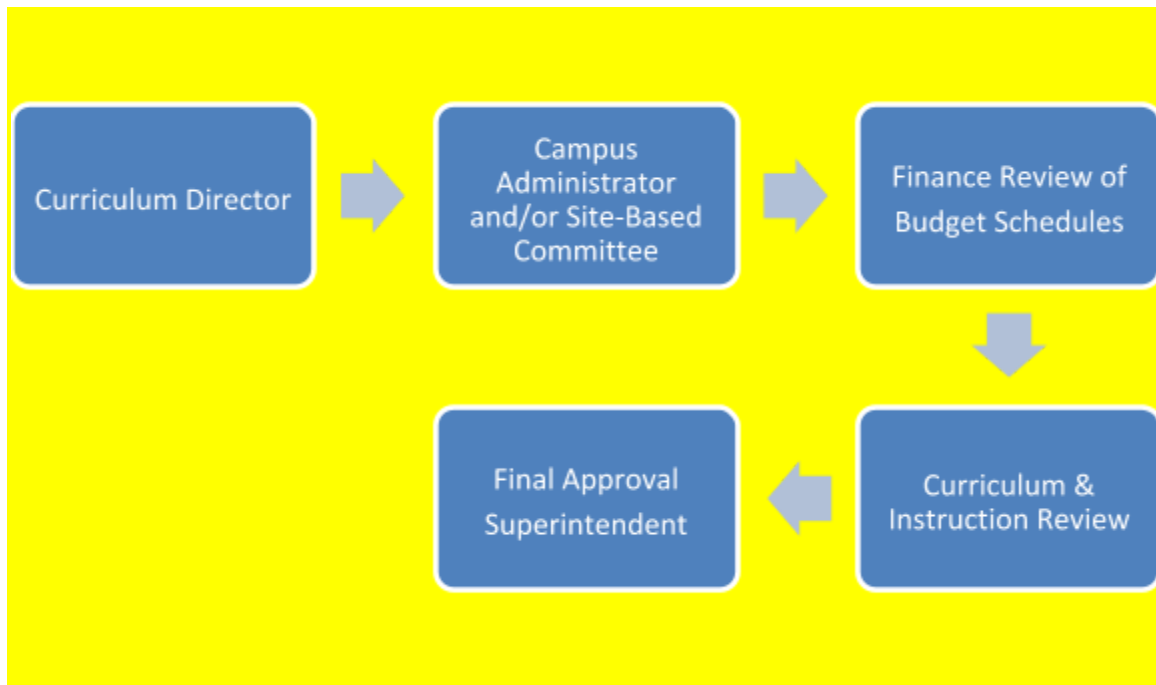 Curriculum Director
Campus
Administrator
and/or Site-Based
Committee
Finance Review of
Budget Schedules
Curriculum &
Instruction Review
Final Approval
Superintendent